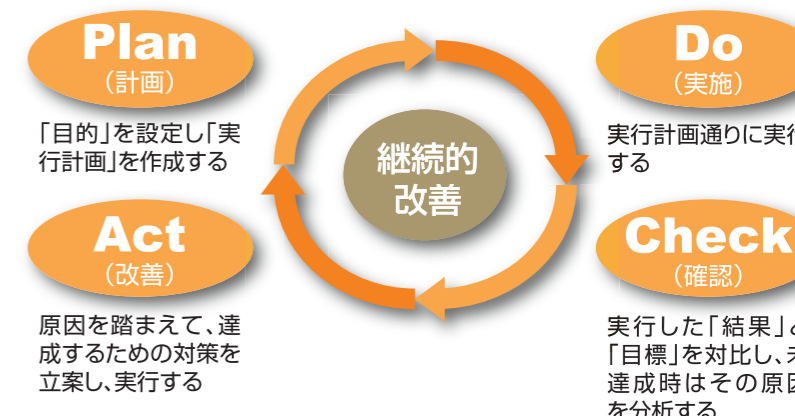 Plan
(計画)
「目的」を設定し「実
行計画」を作成する
Do
(実施)
実行計画通りに実行
する
継続的
改善
Act
(改善)
原因を踏まえて、達
成するための対策を
立案し、実行する
Check
(確認)
実行した「結果」と
「目標」を対比し、未
達成時はその原因
を分析する